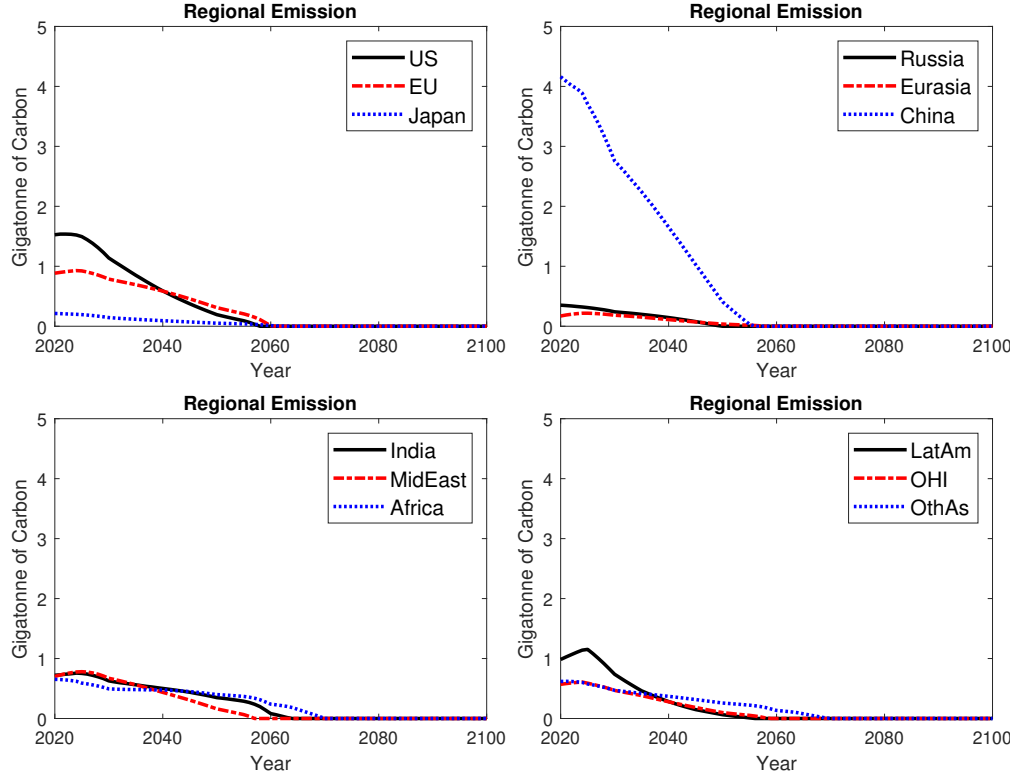 Regional Emission
5
4
3
2
1
0
Gigatonne of Carbon
US
EU
Japan
2020 2040 2060 2080 2100
Year
Regional Emission
5
4
3
2
1
0
Gigatonne of Carbon
Russia
Eurasia
China
2020 2040 2060 2080 2100
Year
Regional Emission
5
4
3
2
1
0
Gigatonne of Carbon
India
MidEast
Africa
2020 2040 2060 2080 2100
Year
Regional Emission
5
4
3
2
1
0
Gigatonne of Carbon
LatAm
OHI
OthAs
2020 2040 2060 2080 2100
Year